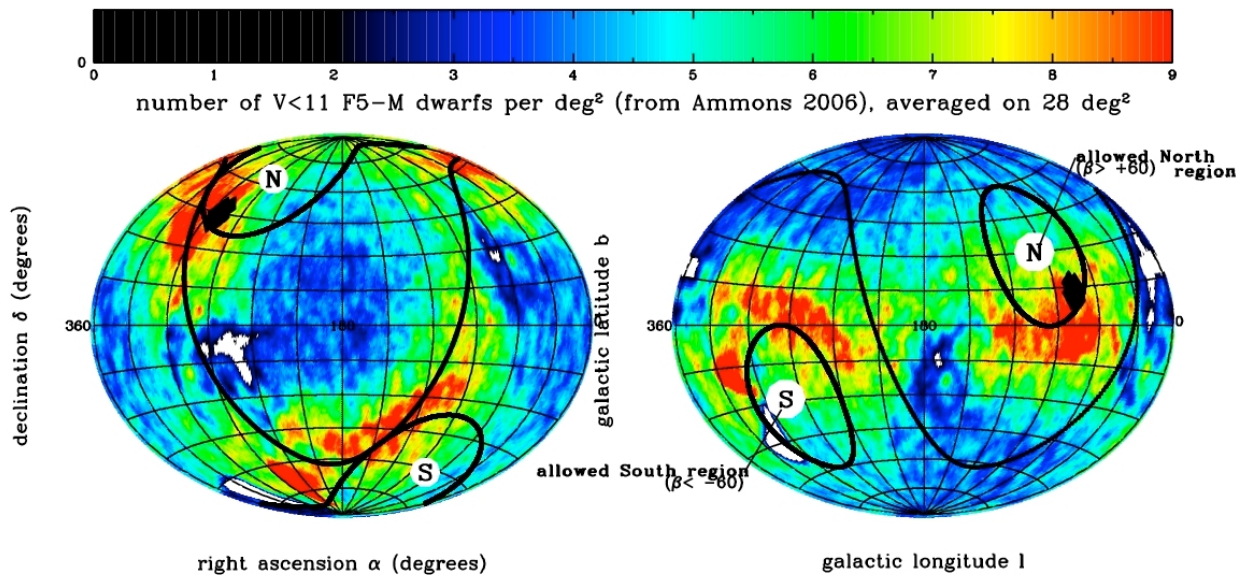 0
0 1 2 3 4 5 6 7 8 9
number of V<11 F5-M dwarfs per deg² (from Ammons 2006), averaged on 28 deg²
declination δ (degrees)
N
360
180
S
right ascension α (degrees)
galactic latitude b
allowed North
(β> +60) region
N
360
180
0
S
allowed South region
(β< -60)
galactic longitude l